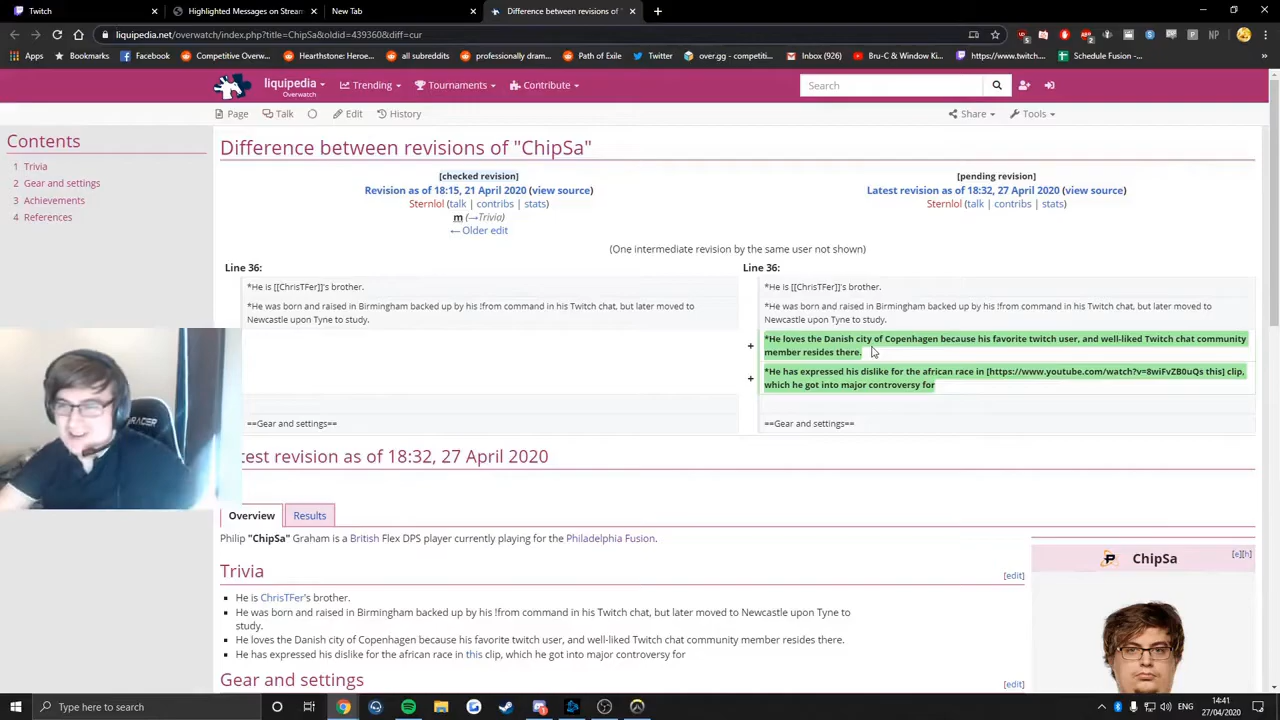 Twitch
Highlighted Messages on Stream
New Tab
Difference between revisions of "
liquipedia.net/overwatch/index.php?title=ChipSa&oldid=439360&diff=cur
Apps
Bookmarks
Facebook
Competitive Overw...
Hearthstone: Heroe...
all subreddits
professional_dram...
Path of Exile
Twitter
over.gg - competiti...
Inbox (926)
Bru-C & Window Ki...
https://www.twitch....
Schedule Fusion - ...
liquipedia
Overwatch
Trending
Tournaments
Contribute
Search
Page
Talk
Edit
History
Share
Tools
Contents
1 Trivia
2 Gear and settings
3 Achievements
4 References
Difference between revisions of "ChipSa"
[checked revision]
Revision as of 18:15, 21 April 2020 (view source)
Sternlol (talk | contribs | stats)
m (→Trivia)
← Older edit
[pending revision]
Latest revision as of 18:32, 27 April 2020 (view source)
Sternlol (talk | contribs | stats)
(One intermediate revision by the same user not shown)
Line 36:
*He is [[ChrisTFer]]'s brother.
*He was born and raised in Birmingham backed up by his !from command in his Twitch chat, but later moved to
Newcastle upon Tyne to study.
==Gear and settings==
Line 36:
*He is [[ChrisTFer]]'s brother.
*He was born and raised in Birmingham backed up by his !from command in his Twitch chat, but later moved to
Newcastle upon Tyne to study.
+ *He loves the Danish city of Copenhagen because his favorite twitch user, and well-liked Twitch chat community
member resides there.
+ *He has expressed his dislike for the african race in [https://www.youtube.com/watch?v=8wiFvZB0uQs this] clip,
which he got into major controversy for
==Gear and settings==
test revision as of 18:32, 27 April 2020
Overview
Results
Philip "ChipSa" Graham is a British Flex DPS player currently playing for the Philadelphia Fusion.
Trivia
[edit]
He is ChrisTFer's brother.
He was born and raised in Birmingham backed up by his !from command in his Twitch chat, but later moved to Newcastle upon Tyne to
study.
He loves the Danish city of Copenhagen because his favorite twitch user, and well-liked Twitch chat community member resides there.
He has expressed his dislike for the african race in this clip, which he got into major controversy for
Gear and settings
[edit]
ChipSa
[e][h]
RACER
Type here to search
14:41
27/04/2020